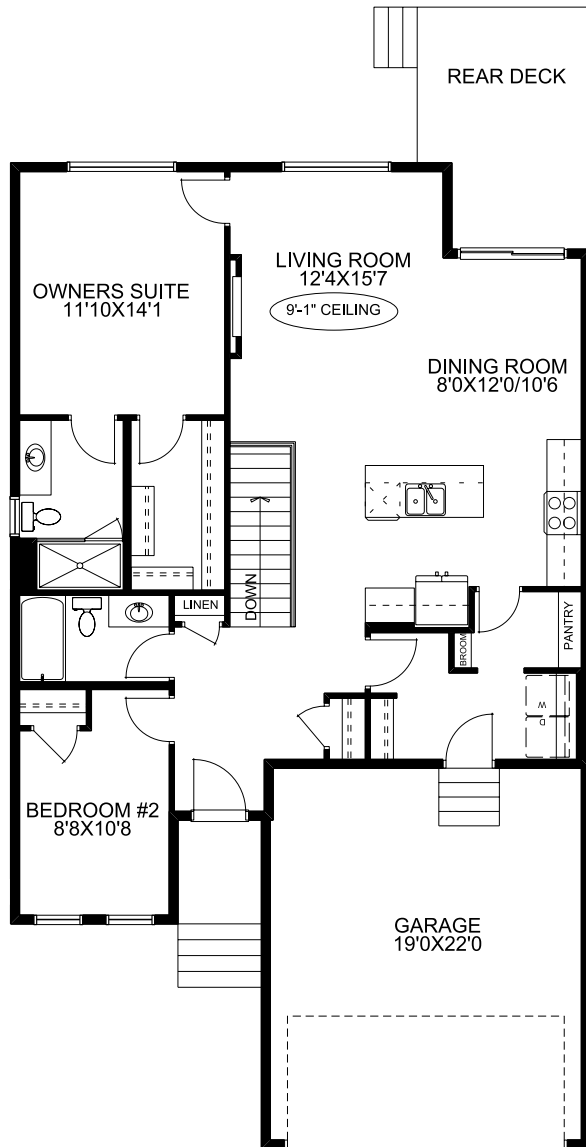 REAR DECK
LIVING ROOM
12'4X15'7
9'-1" CEILING
OWNERS SUITE
11'10X14'1
DINING ROOM
8'0X12'0/10'6
DOWN
LINEN
BROOM
PANTRY
W
D
BEDROOM #2
8'8X10'8
GARAGE
19'0X22'0